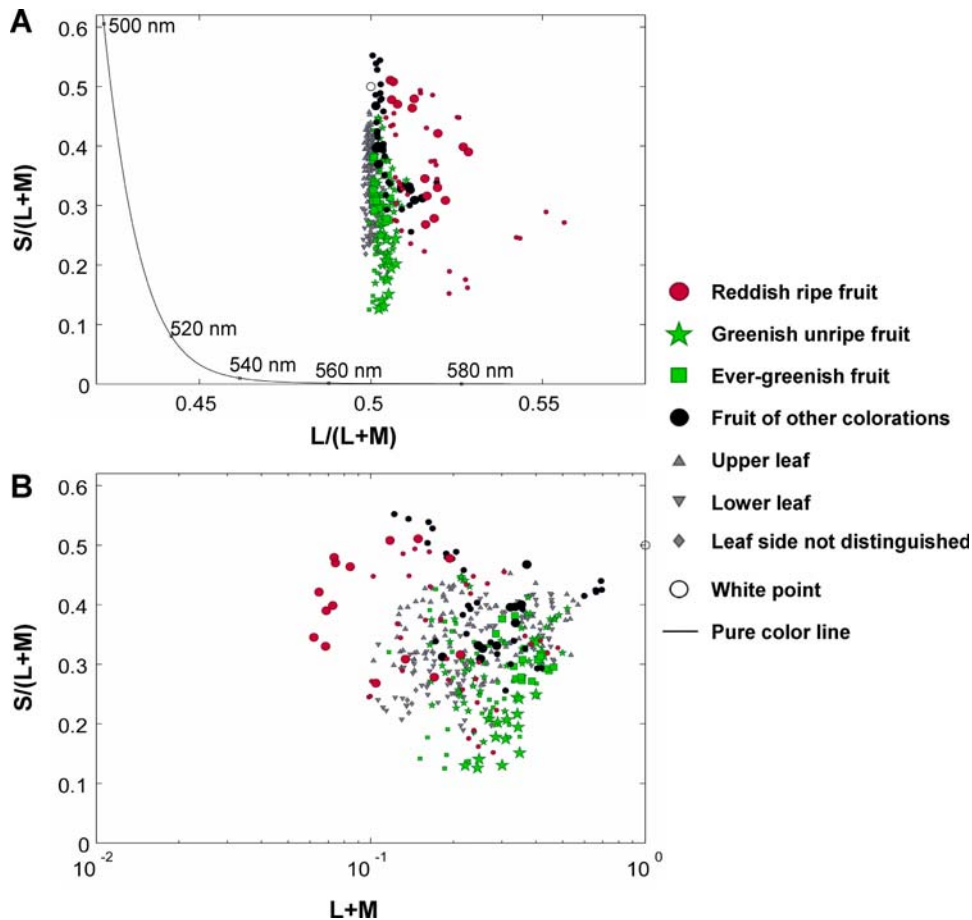 A
0.6
0.5
0.4
0.3
0.2
0.1
0
S/(L+M)
500 nm
520 nm
540 nm
560 nm
580 nm
0.45
0.5
0.55
L/(L+M)
Reddish ripe fruit
Greenish unripe fruit
Ever-greenish fruit
Fruit of other colorations
Upper leaf
Lower leaf
Leaf side not distinguished
White point
Pure color line
B
0.6
0.5
0.4
0.3
0.2
0.1
0
S/(L+M)
10⁻² 10⁻¹ 10⁰
L+M